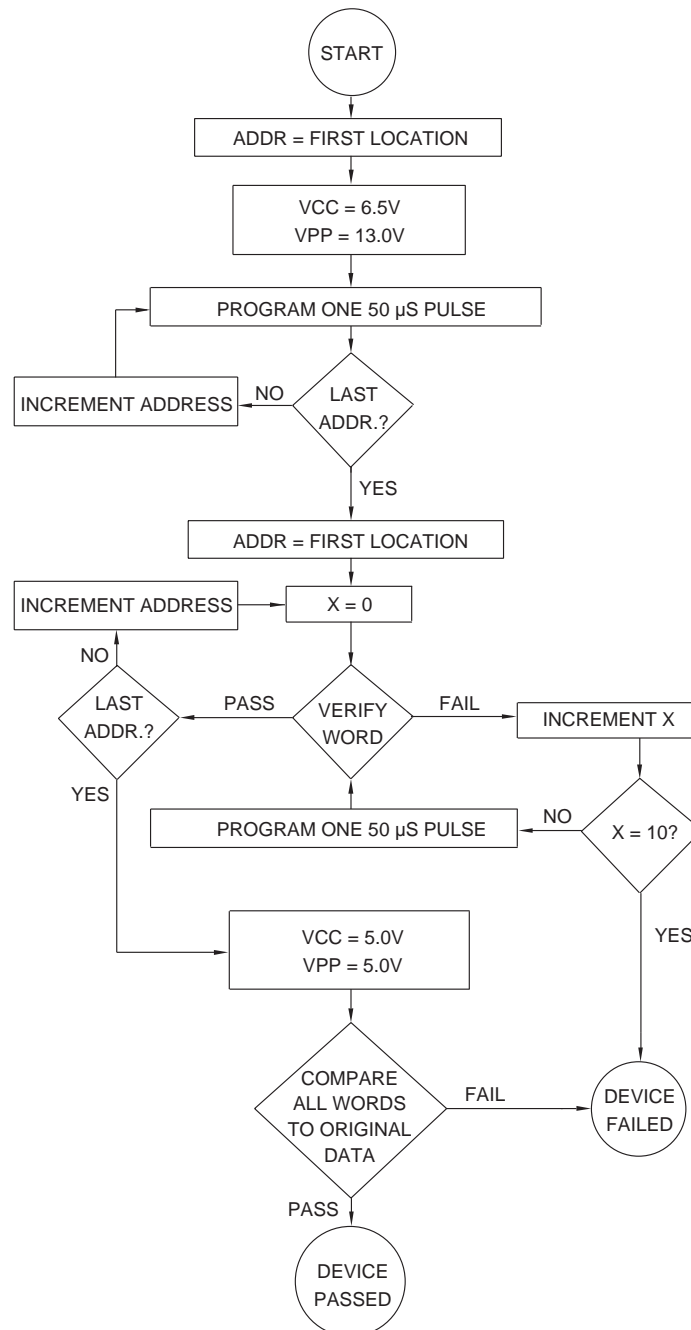 START
ADDR = FIRST LOCATION
VCC = 6.5V
VPP = 13.0V
PROGRAM ONE 50 µS PULSE
INCREMENT ADDRESS
NO
LAST
ADDR.?
YES
ADDR = FIRST LOCATION
INCREMENT ADDRESS
X = 0
NO
LAST
ADDR.?
PASS
VERIFY
WORD
FAIL
INCREMENT X
YES
PROGRAM ONE 50 µS PULSE
NO
X = 10?
VCC = 5.0V
VPP = 5.0V
YES
COMPARE
ALL WORDS
TO ORIGINAL
DATA
FAIL
DEVICE
FAILED
PASS
DEVICE
PASSED